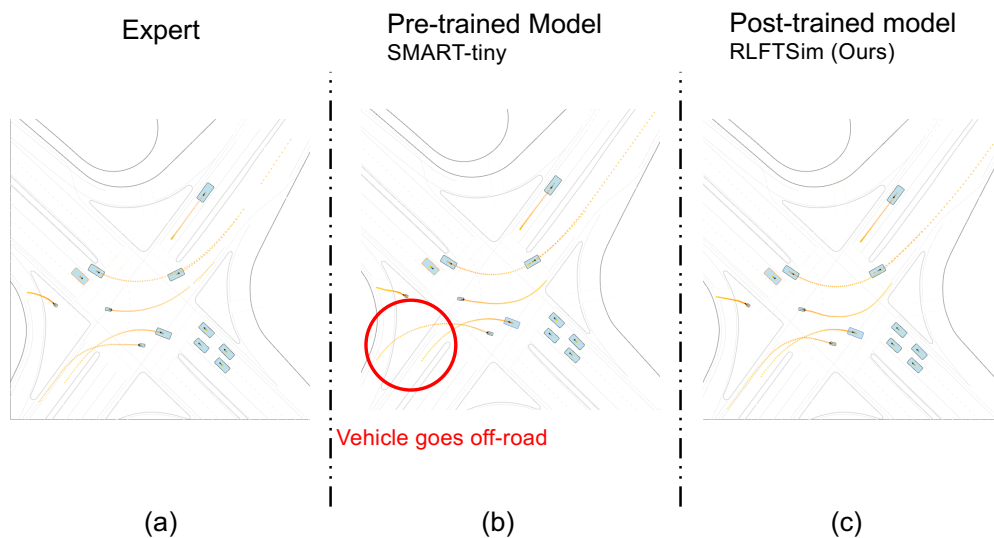 Expert
Pre-trained Model
SMART-tiny
Post-trained model
RLFTSim (Ours)
Vehicle goes off-road
(a)
(b)
(c)